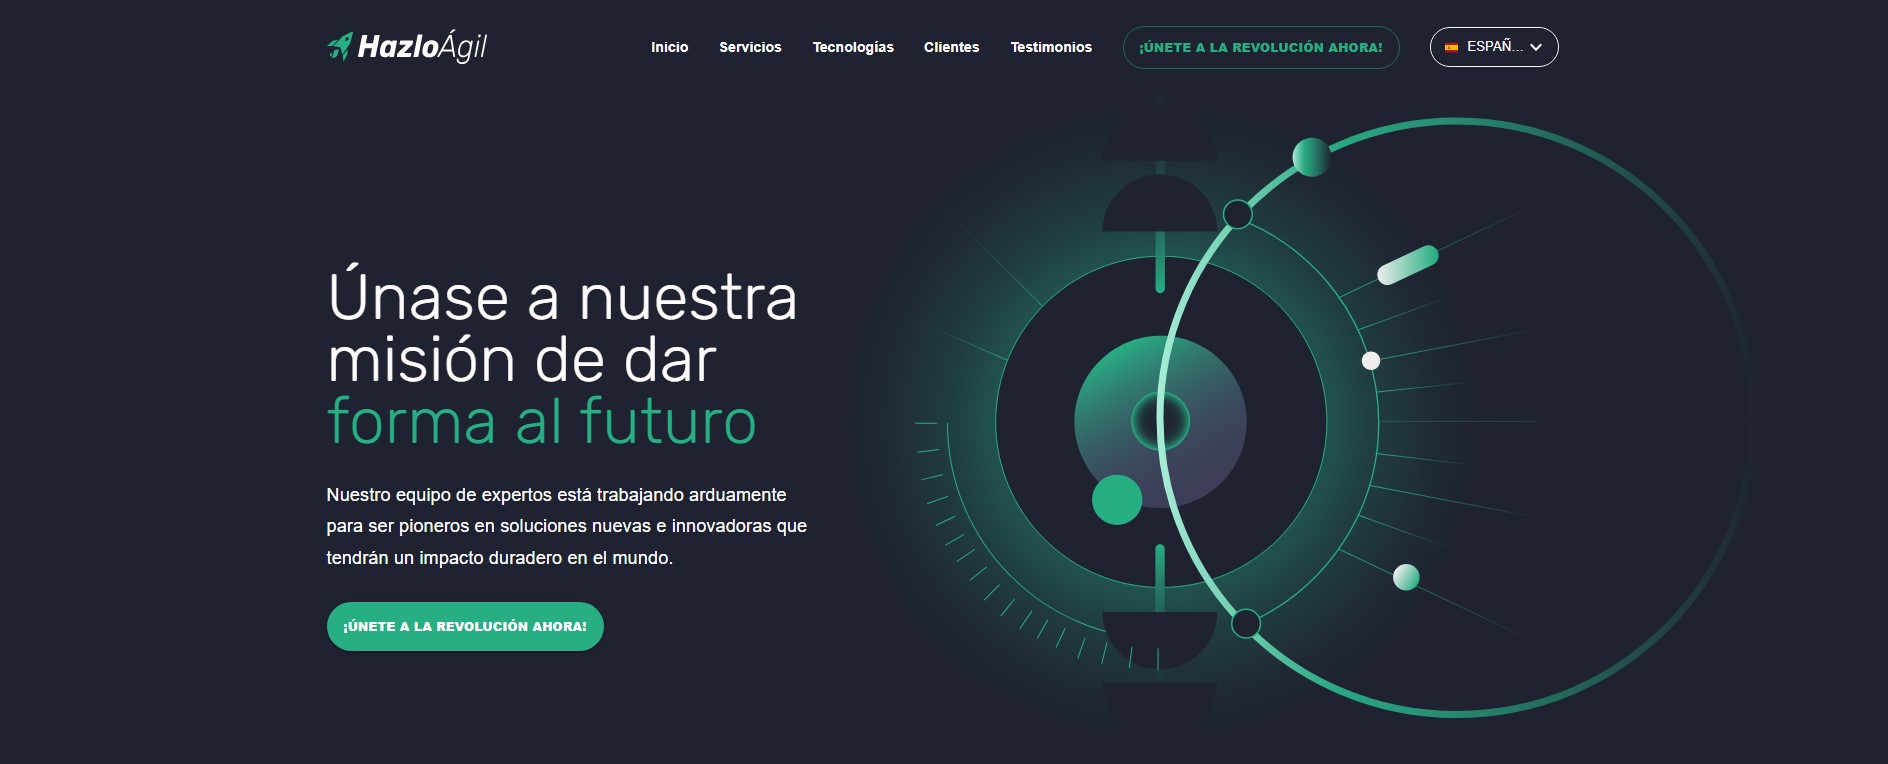 HazloÁgil
Inicio
Servicios
Tecnologías
Clientes
Testimonios
¡ÚNETE A LA REVOLUCIÓN AHORA!
ESPAÑ...
Únase a nuestra
misión de dar
forma al futuro
Nuestro equipo de expertos está trabajando arduamente
para ser pioneros en soluciones nuevas e innovadoras que
tendrán un impacto duradero en el mundo.
¡ÚNETE A LA REVOLUCIÓN AHORA!